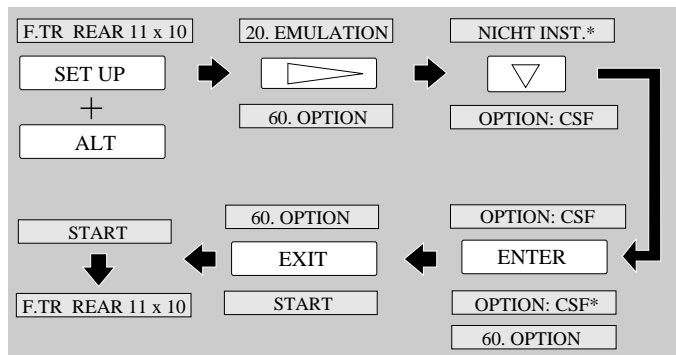 F.TR REAR 11 x 10
SET UP
+
ALT
20. EMULATION
60. OPTION
NICHT INST.*
OPTION: CSF
OPTION: CSF
ENTER
OPTION: CSF*
60. OPTION
60. OPTION
EXIT
START
START
F.TR REAR 11 x 10